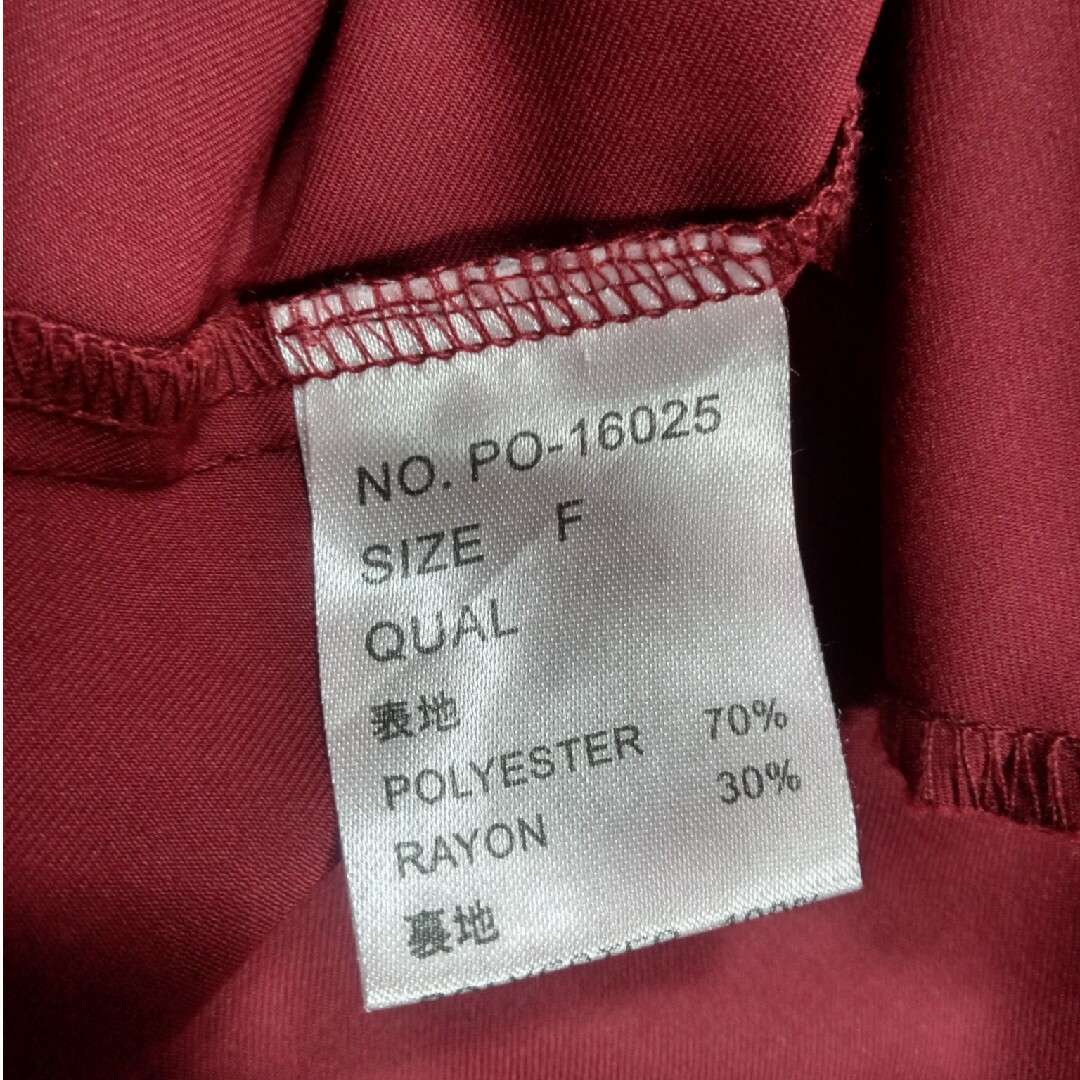 NO. PO-16025
SIZE F
QUAL
表地
POLYESTER 70%
RAYON 30%
裏地